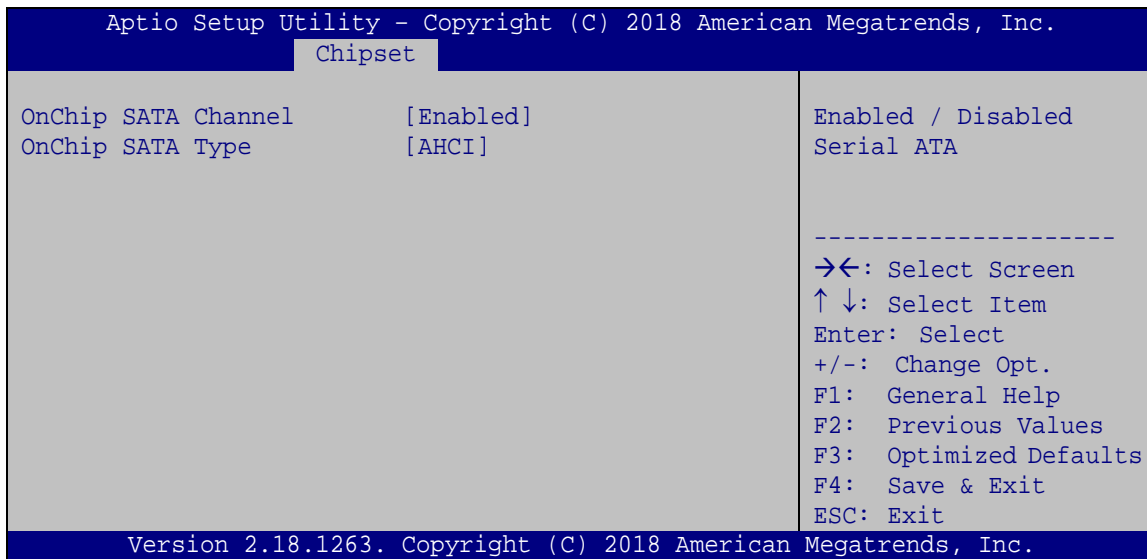 Aptio Setup Utility – Copyright (C) 2018 American Megatrends, Inc.
Chipset
OnChip SATA Channel [Enabled]
OnChip SATA Type [AHCI]
Enabled / Disabled
Serial ATA
---------------------
→←: Select Screen
↑ ↓: Select Item
Enter: Select
+/-: Change Opt.
F1: General Help
F2: Previous Values
F3: Optimized Defaults
F4: Save & Exit
ESC: Exit
Version 2.18.1263. Copyright (C) 2018 American Megatrends, Inc.